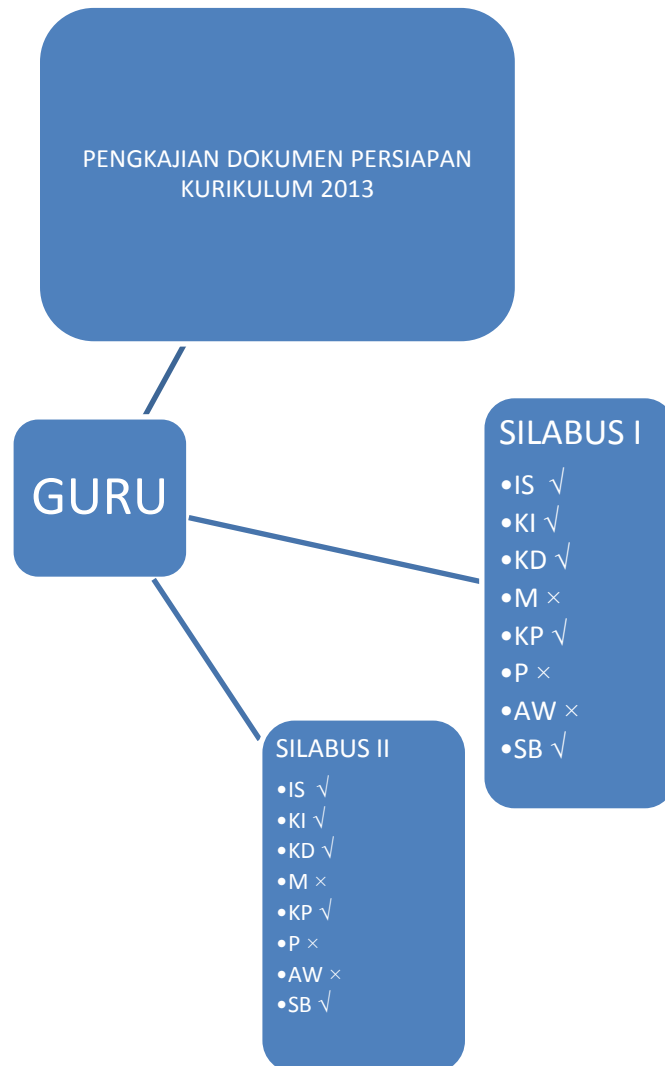 PENGKAJIAN DOKUMEN PERSIAPAN
KURIKULUM 2013
GURU
SILABUS I
•IS √
•KI √
•KD √
•M ×
•KP √
•P ×
•AW ×
•SB √
SILABUS II
•IS √
•KI √
•KD √
•M ×
•KP √
•P ×
•AW ×
•SB √